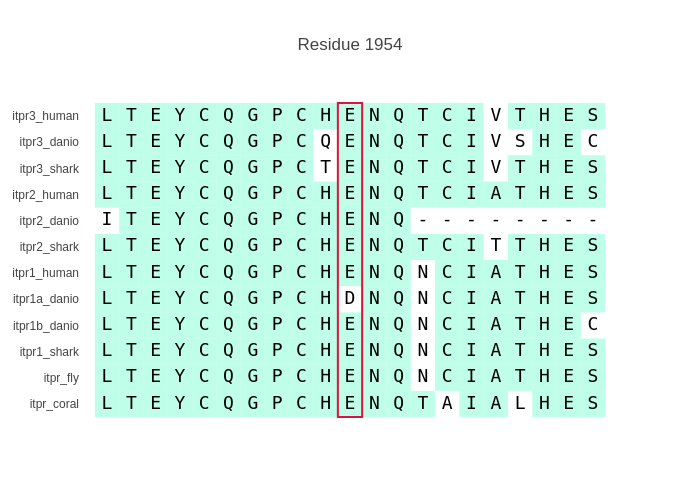 Residue 1954
itpr3_human L T E Y C Q G P C H E N Q T C I V T H E S
itpr3_danio L T E Y C Q G P C Q E N Q T C I V S H E C
itpr3_shark L T E Y C Q G P C T E N Q T C I V T H E S
itpr2_human L T E Y C Q G P C H E N Q T C I A T H E S
itpr2_danio I T E Y C Q G P C H E N Q - - - - - - - -
itpr2_shark L T E Y C Q G P C H E N Q T C I T T H E S
itpr1_human L T E Y C Q G P C H E N Q N C I A T H E S
itpr1a_danio L T E Y C Q G P C H D N Q N C I A T H E S
itpr1b_danio L T E Y C Q G P C H E N Q N C I A T H E C
itpr1_shark L T E Y C Q G P C H E N Q N C I A T H E S
itpr_fly L T E Y C Q G P C H E N Q N C I A T H E S
itpr_coral L T E Y C Q G P C H E N Q T A I A L H E S